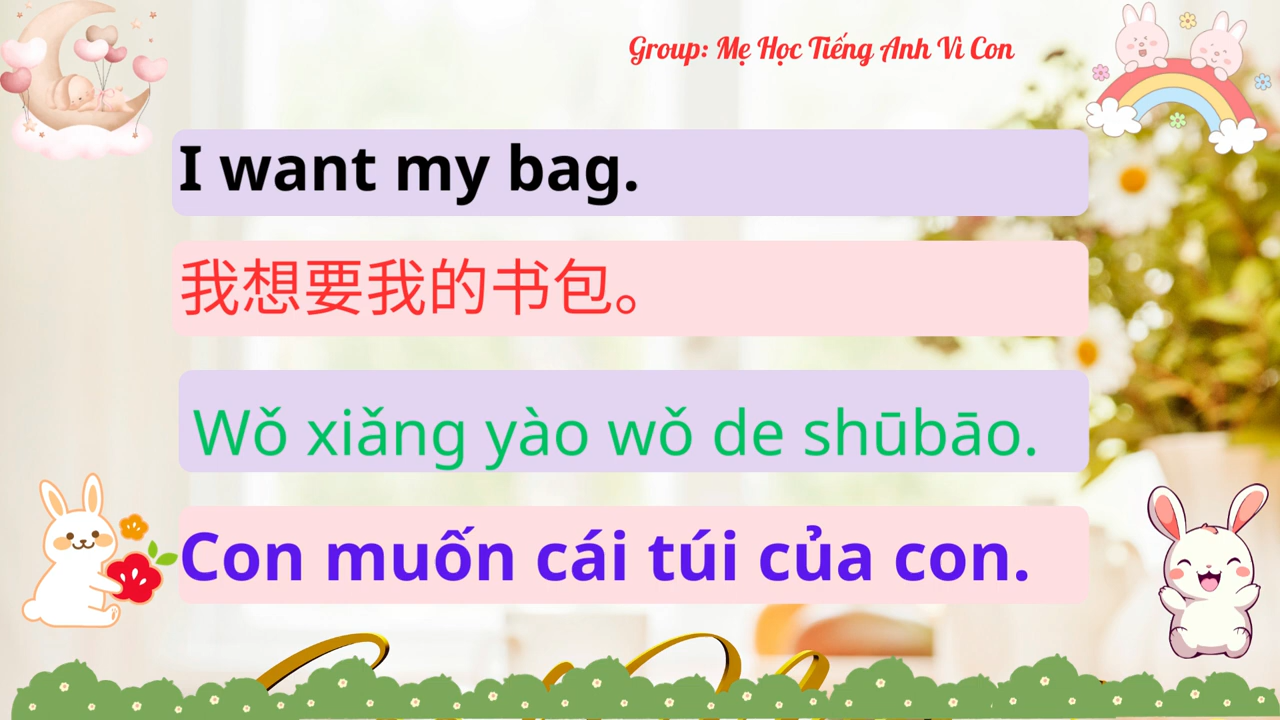 Group: Mẹ Học Tiếng Anh Vì Con
I want my bag.
我想要我的书包。
Wǒ xiǎng yào wǒ de shūbāo.
Con muốn cái túi của con.